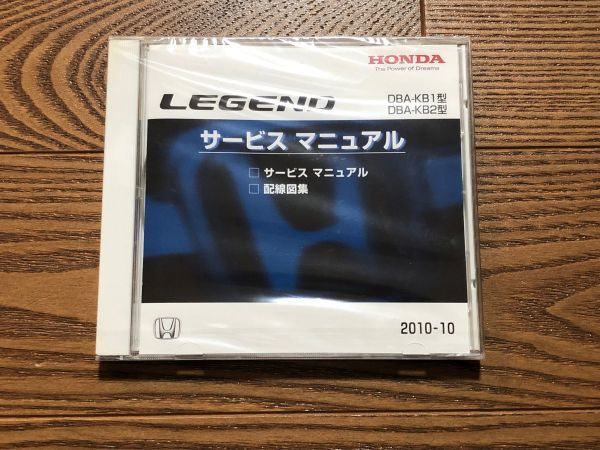 HONDA
The Power of Dreams
LEGEND
DBA-KB1型
DBA-KB2型
サービス マニュアル
□ サービス マニュアル
□ 配線図集
2010-10